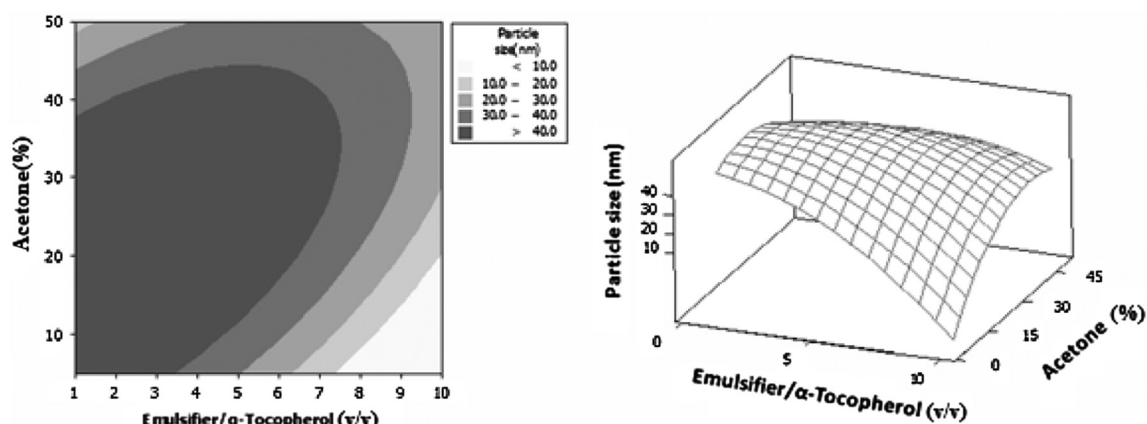 50
40
30
20
10
Acetone(%)
1 2 3 4 5 6 7 8 9 10
Emulsifier/α-Tocopherol (v/v)
Particle
size(nm)
< 10.0
10.0 – 20.0
20.0 – 30.0
30.0 – 40.0
> 40.0
Particle size (nm)
40
30
20
10
0
5
10
Emulsifier/α-Tocopherol (v/v)
45
30
15
0
Acetone (%)